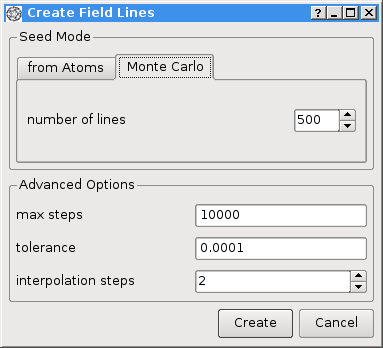 Create Field Lines
Seed Mode
from Atoms
Monte Carlo
number of lines
500
Advanced Options
max steps
10000
tolerance
0.0001
interpolation steps
2
Create
Cancel